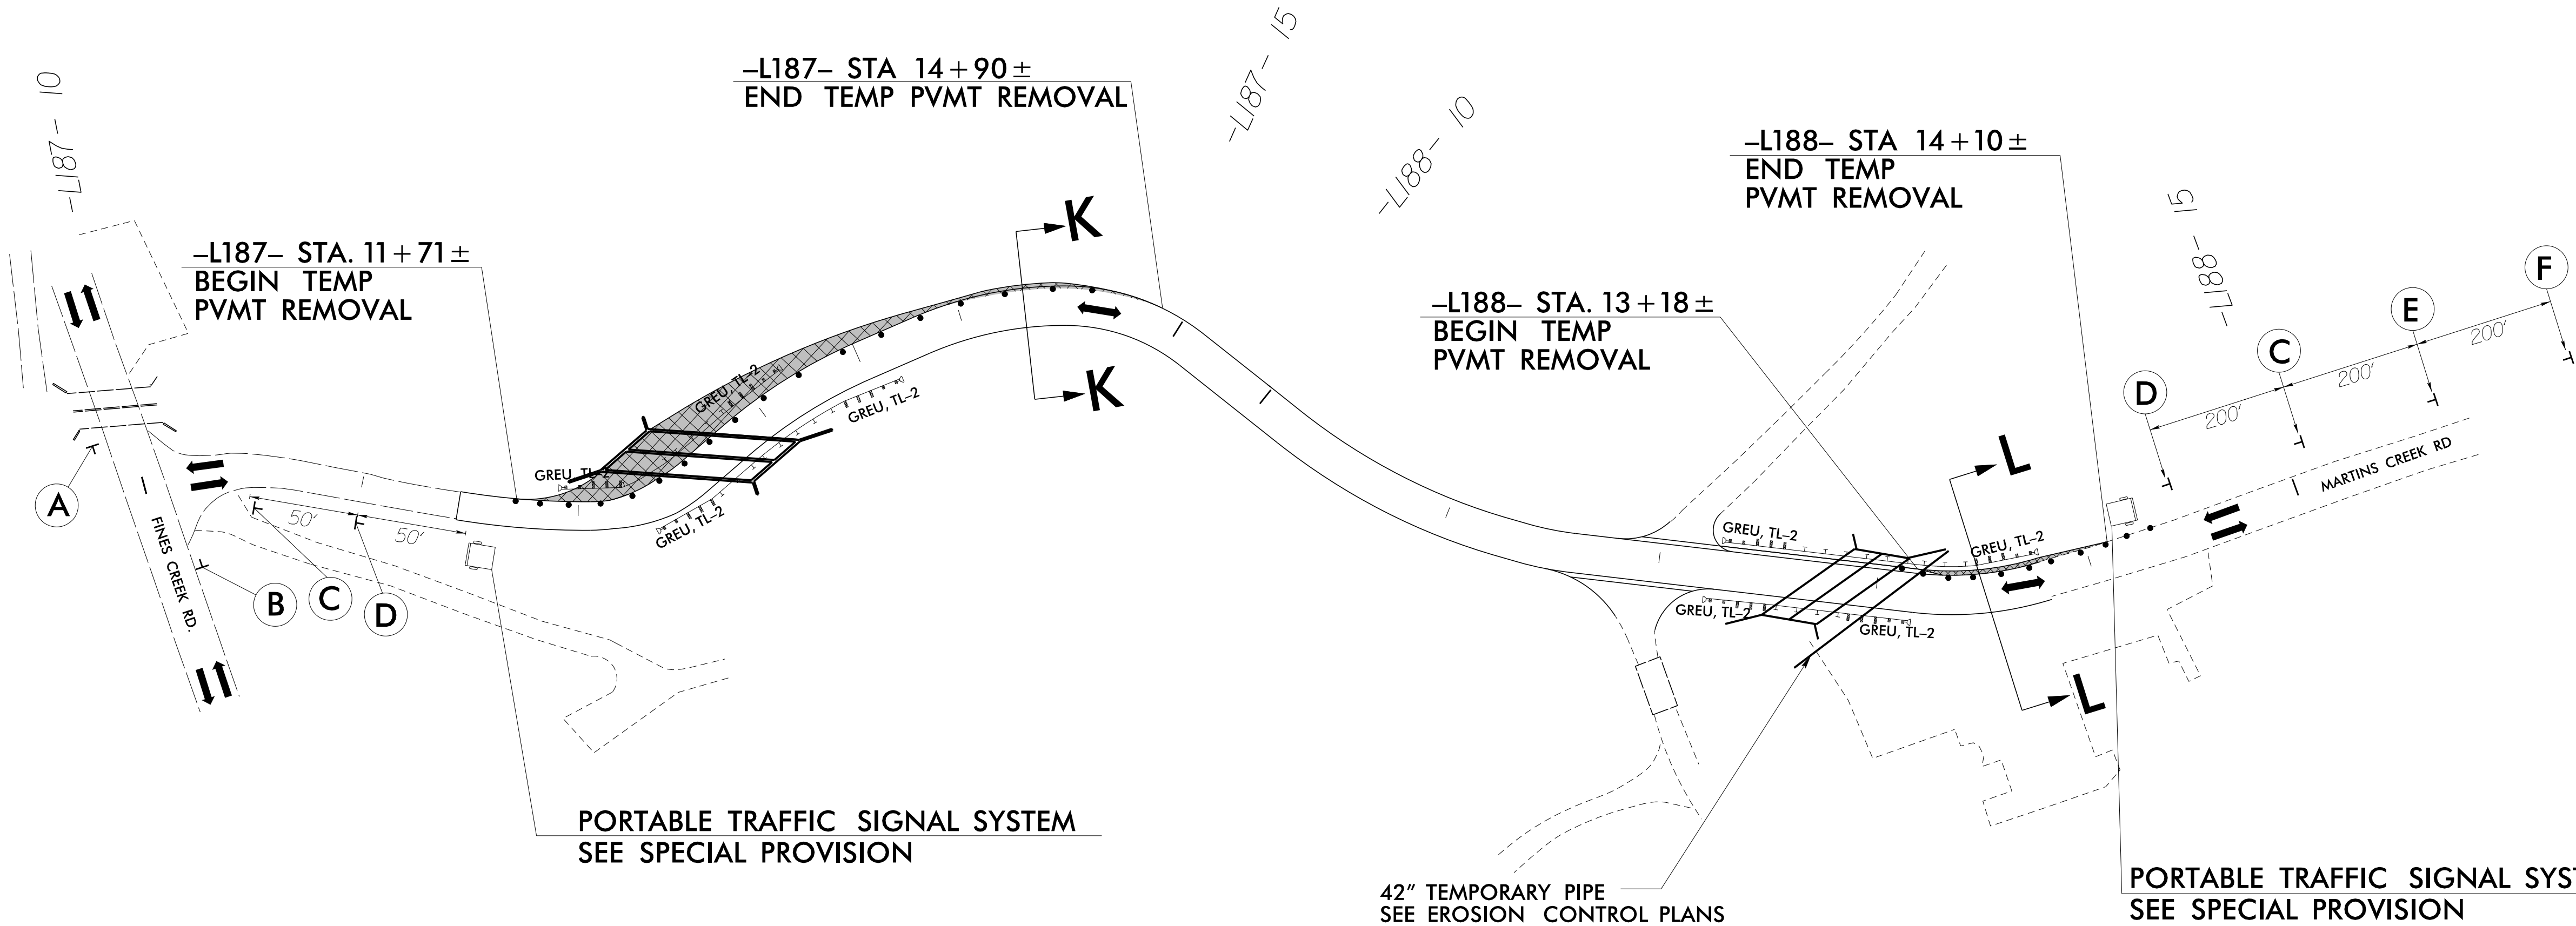 -L187- 10
-L187- STA 14+90±
END TEMP PVMT REMOVAL
-L187- 15
-L188- 10
-L188- STA 14+10±
END TEMP
PVMT REMOVAL
-L188- 15
-L187- STA. 11+71±
BEGIN TEMP
PVMT REMOVAL
K
K
-L188- STA. 13+18±
BEGIN TEMP
PVMT REMOVAL
F
E
C
D
200'
200'
200'
GREU, TL-2
GREU, TL-2
GREU, TL-2
GREU, TL-2
L
L
MARTINS CREEK RD
GREU, TL-2
GREU, TL-2
GREU, TL-2
GREU, TL-2
A
B
C
D
50'
50'
FINES CREEK RD.
PORTABLE TRAFFIC SIGNAL SYSTEM
SEE SPECIAL PROVISION
42" TEMPORARY PIPE
SEE EROSION CONTROL PLANS
PORTABLE TRAFFIC SIGNAL SYST
SEE SPECIAL PROVISION